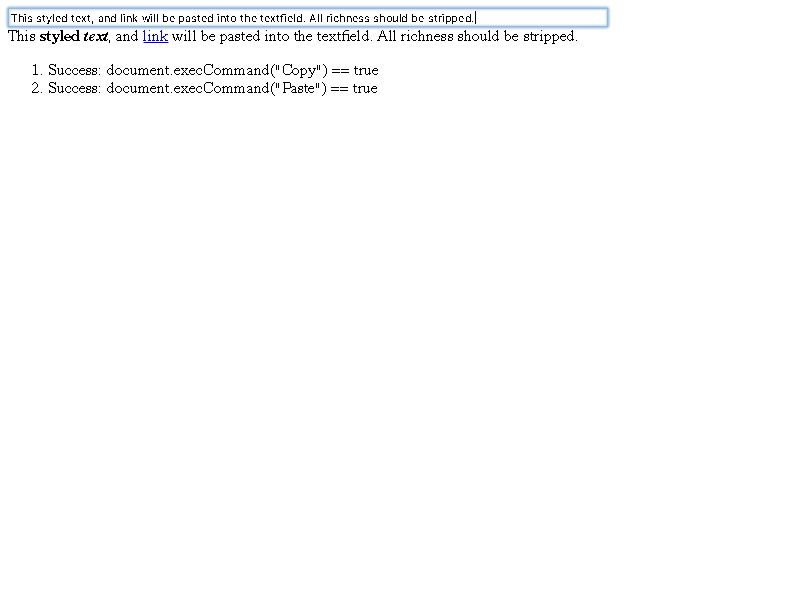 This styled text, and link will be pasted into the textfield. All richness should be stripped.
This styled text, and link will be pasted into the textfield. All richness should be stripped.
1. Success: document.execCommand("Copy") == true
2. Success: document.execCommand("Paste") == true